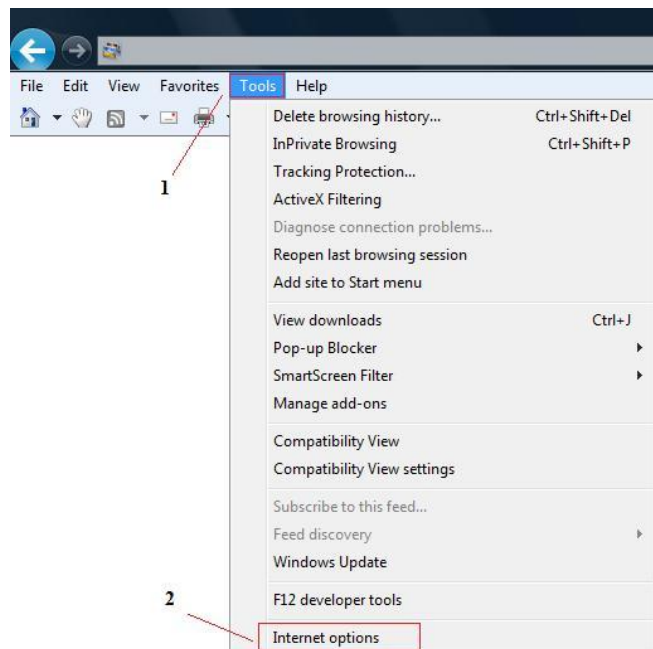 File Edit View Favorites Tools Help
Delete browsing history... Ctrl+Shift+Del
InPrivate Browsing Ctrl+Shift+P
1
Tracking Protection...
ActiveX Filtering
Diagnose connection problems...
Reopen last browsing session
Add site to Start menu
View downloads Ctrl+J
Pop-up Blocker
SmartScreen Filter
Manage add-ons
Compatibility View
Compatibility View settings
Subscribe to this feed...
Feed discovery
Windows Update
2
F12 developer tools
Internet options